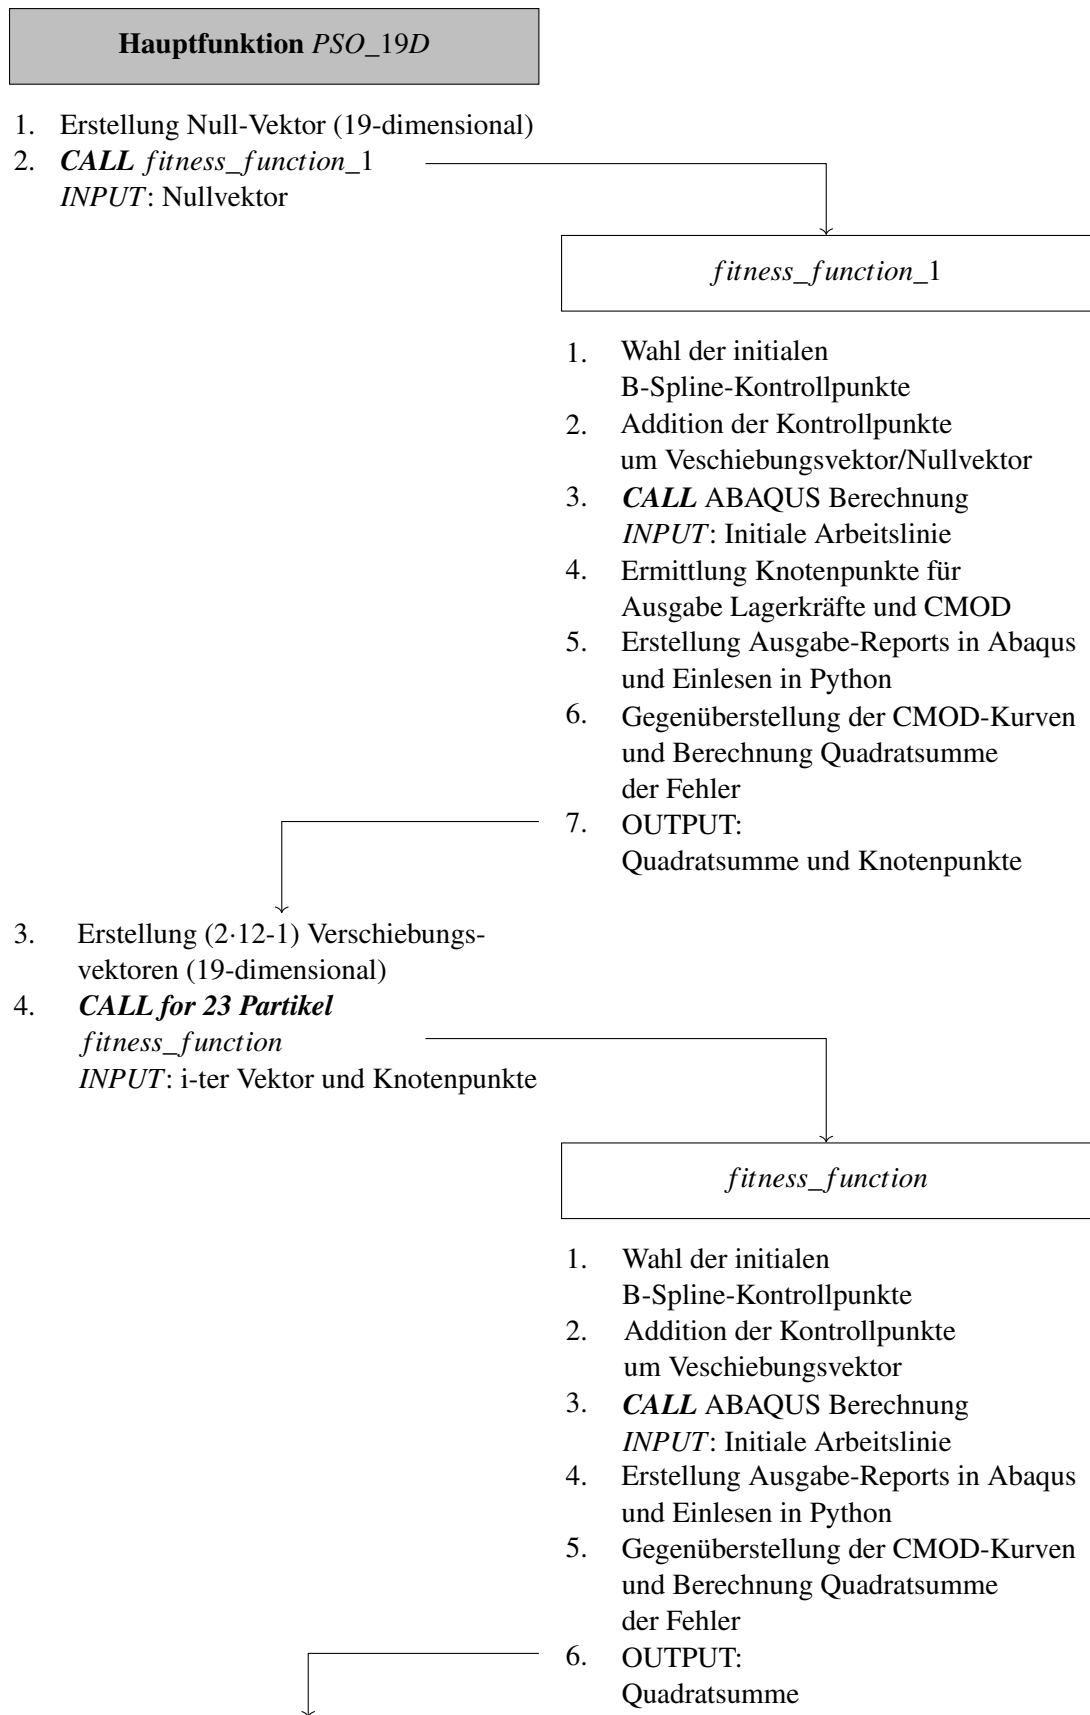 Hauptfunktion PSO_19D
1. Erstellung Null-Vektor (19-dimensional)
2. CALL fitness_function_1
INPUT: Nullvektor
fitness_function_1
1. Wahl der initialen
B-Spline-Kontrollpunkte
2. Addition der Kontrollpunkte
um Veschiebungsvektor/Nullvektor
3. CALL ABAQUS Berechnung
INPUT: Initiale Arbeitslinie
4. Ermittlung Knotenpunkte für
Ausgabe Lagerkräfte und CMOD
5. Erstellung Ausgabe-Reports in Abaqus
und Einlesen in Python
6. Gegenüberstellung der CMOD-Kurven
und Berechnung Quadratsumme
der Fehler
7. OUTPUT:
Quadratsumme und Knotenpunkte
3. Erstellung (2·12-1) Verschiebungs-
vektoren (19-dimensional)
4. CALL for 23 Partikel
fitness_function
INPUT: i-ter Vektor und Knotenpunkte
fitness_function
1. Wahl der initialen
B-Spline-Kontrollpunkte
2. Addition der Kontrollpunkte
um Veschiebungsvektor
3. CALL ABAQUS Berechnung
INPUT: Initiale Arbeitslinie
4. Erstellung Ausgabe-Reports in Abaqus
und Einlesen in Python
5. Gegenüberstellung der CMOD-Kurven
und Berechnung Quadratsumme
der Fehler
6. OUTPUT:
Quadratsumme